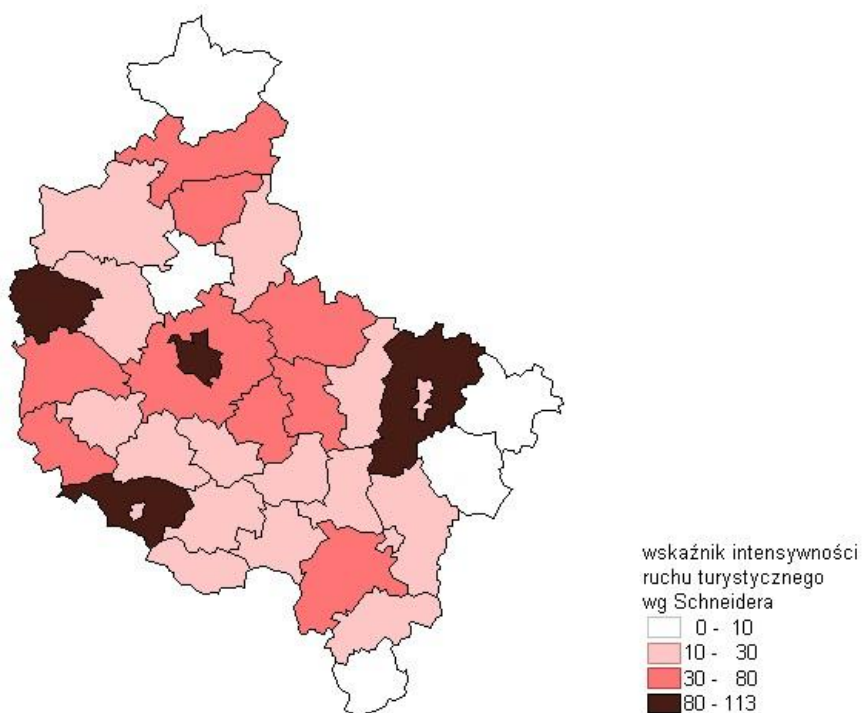 wskaźnik intensywności
ruchu turystycznego
wg Schneidera
0 - 10
10 - 30
30 - 80
80 - 113